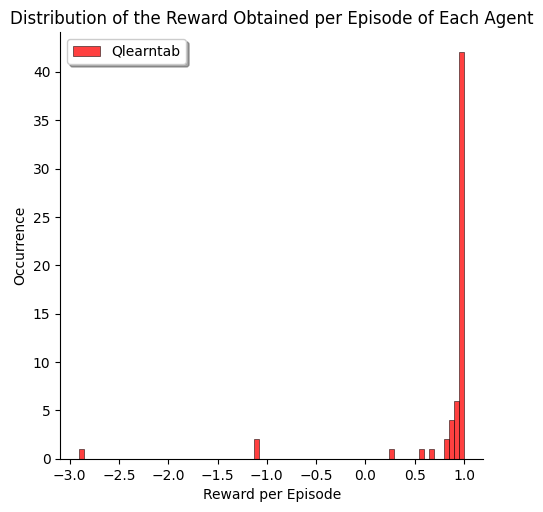 Distribution of the Reward Obtained per Episode of Each Agent
Qlearntab
40
35
30
25
20
15
10
5
0
Occurrence
−3.0 −2.5 −2.0 −1.5 −1.0 −0.5 0.0 0.5 1.0
Reward per Episode